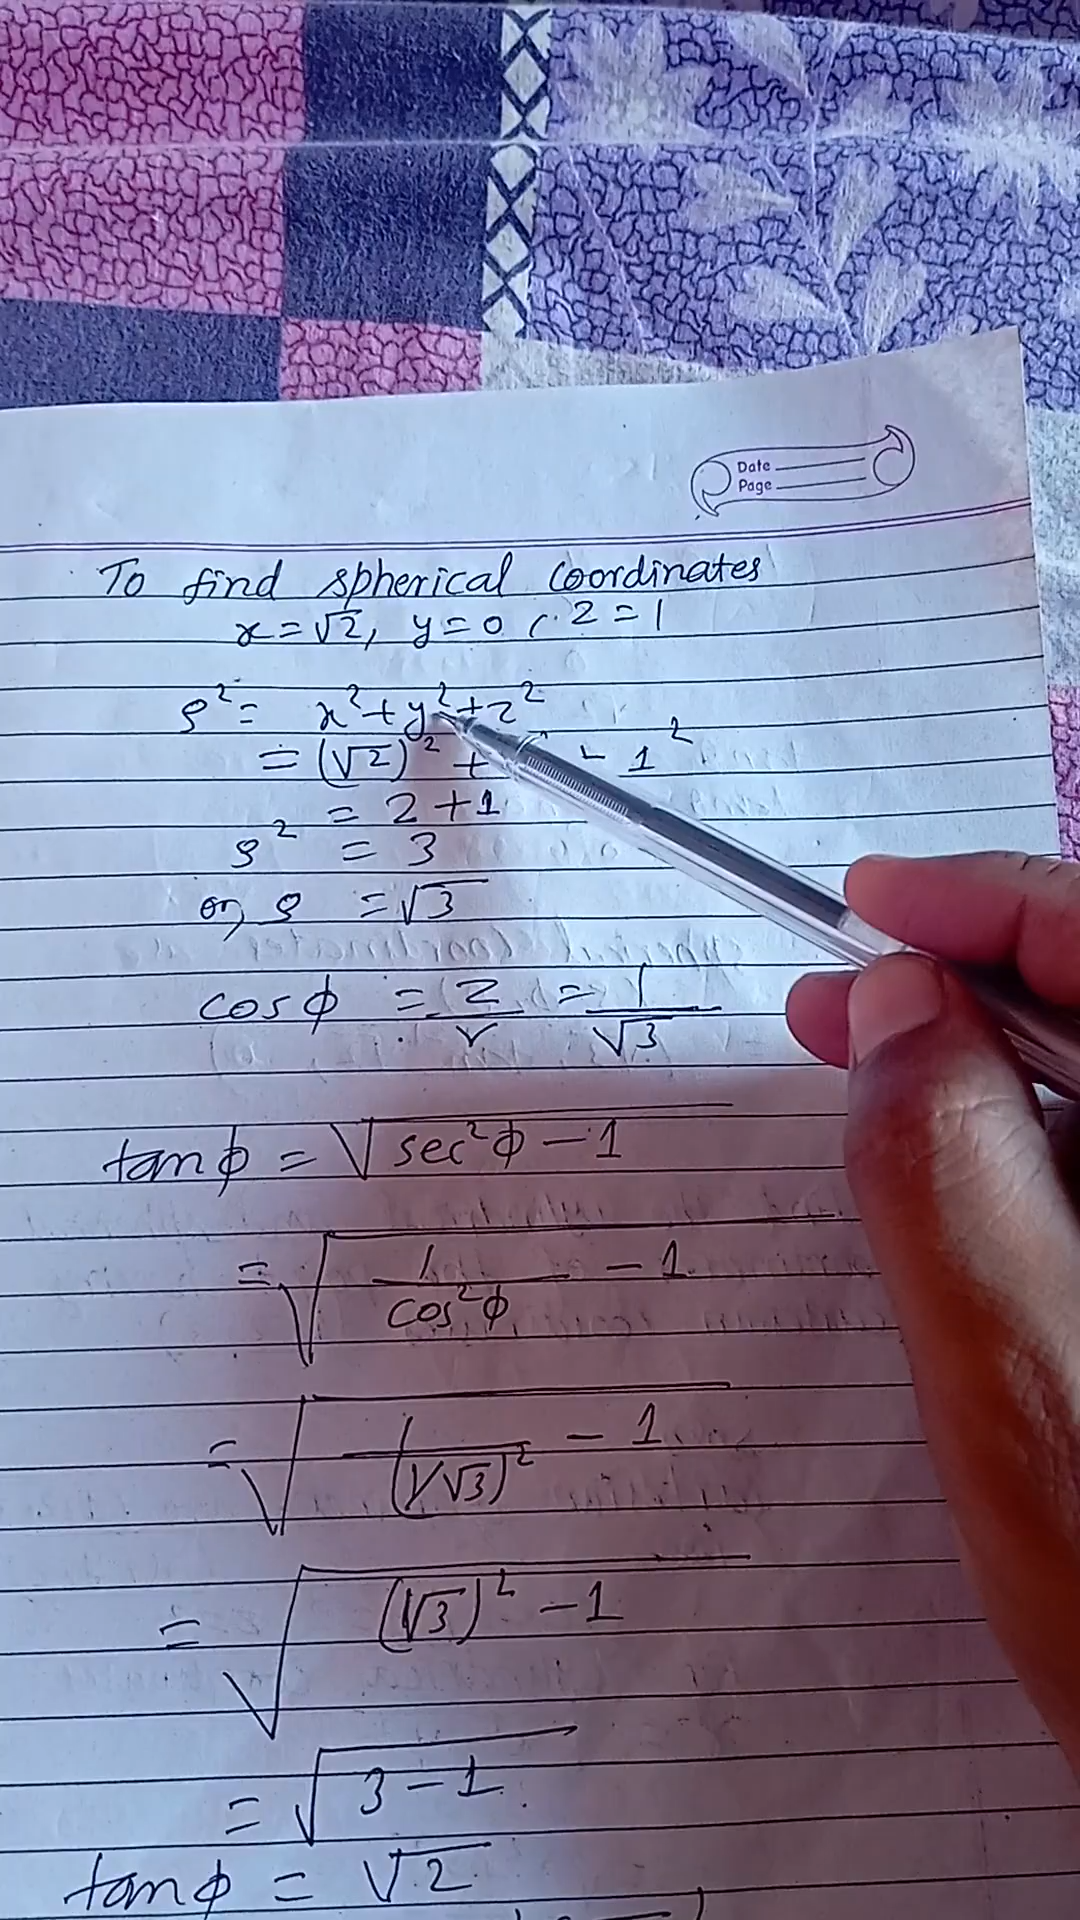 Date
Page
To find spherical coordinates
x = √2, y = 0, z = 1
ρ² = x² + y² + z²
= (√2)² + 1²
= 2 + 1
ρ² = 3
or, ρ = √3
cos ϕ = z/r = 1/√3
tan ϕ = √(sec²ϕ − 1)
= √(1/cos²ϕ − 1)
= √(1/(1/√3)² − 1)
= √((√3)² − 1)
= √(3 − 1)
tan ϕ = √2